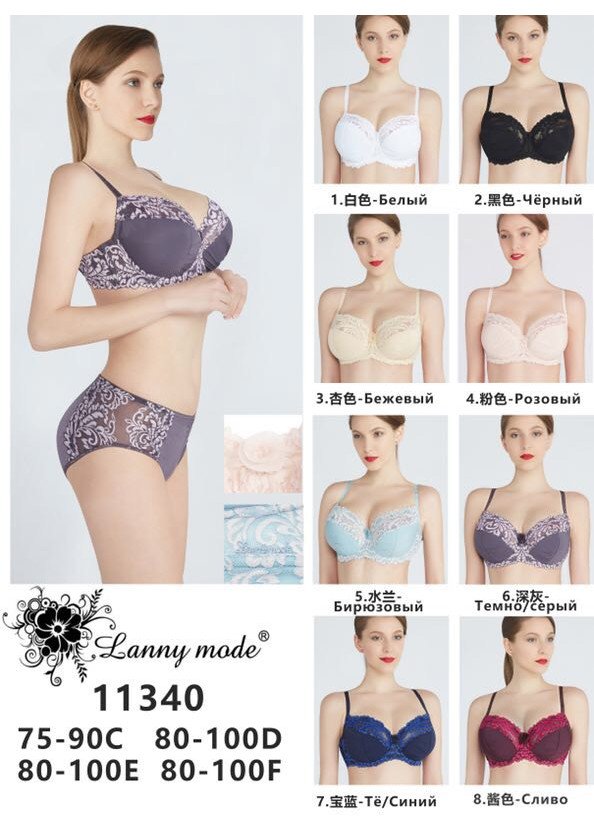 1.白色-Белый
2.黑色-Чёрный
3.杏色-Бежевый
4.粉色-Розовый
5.水兰-
Бирюзовый
6.深灰-
Темно/серый
7.宝蓝-Тё/Синий
8.酱色-Сливо
Lanny mode®
11340
75-90C 80-100D
80-100E 80-100F